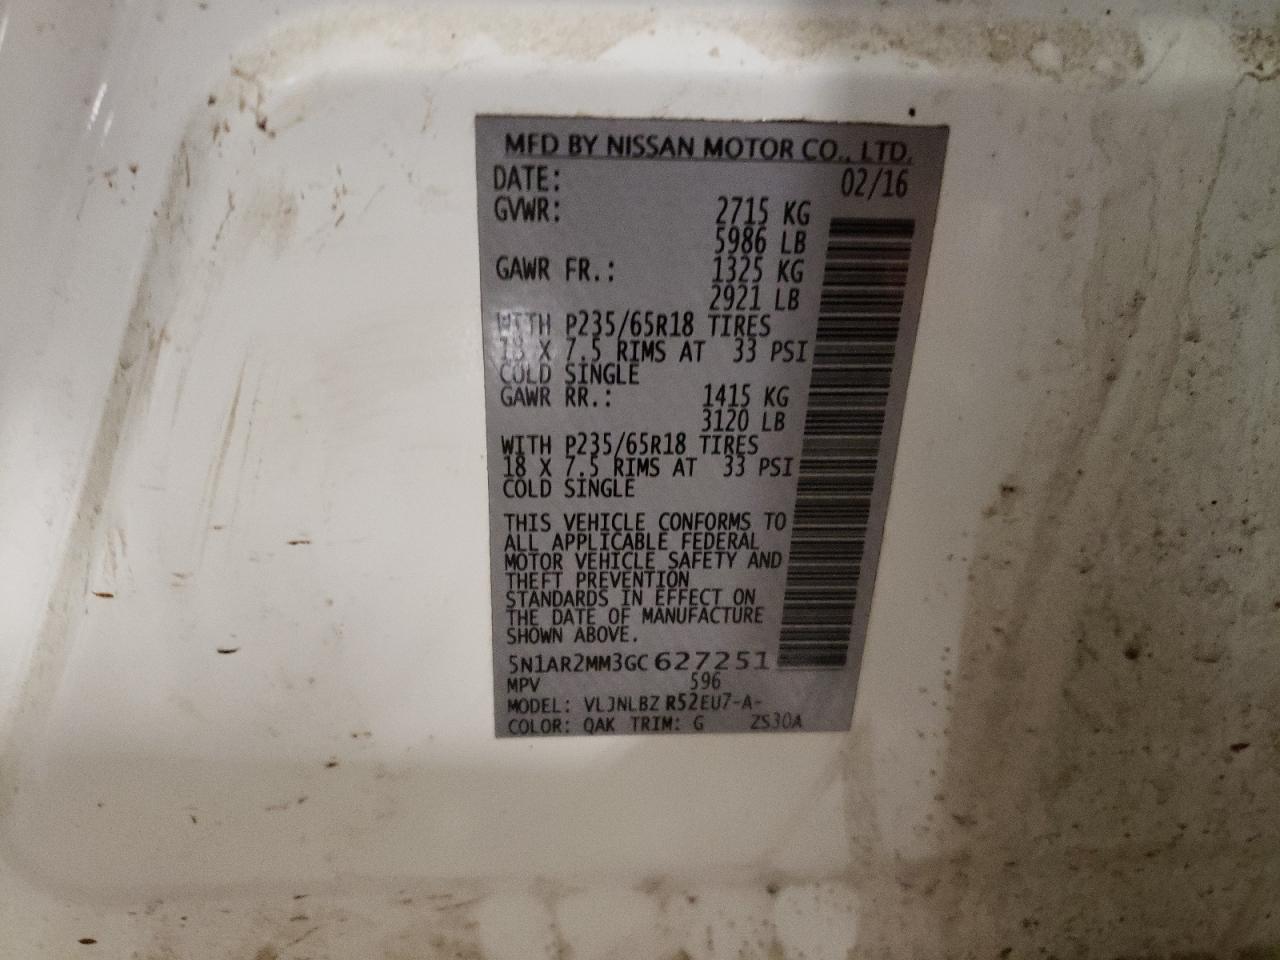 MFD BY NISSAN MOTOR CO., LTD.
DATE: 02/16
GVWR: 2715 KG
5986 LB
GAWR FR.: 1325 KG
2921 LB
WITH P235/65R18 TIRES
18 X 7.5 RIMS AT 33 PSI
COLD SINGLE
GAWR RR.: 1415 KG
3120 LB
WITH P235/65R18 TIRES
18 X 7.5 RIMS AT 33 PSI
COLD SINGLE
THIS VEHICLE CONFORMS TO
ALL APPLICABLE FEDERAL
MOTOR VEHICLE SAFETY AND
THEFT PREVENTION
STANDARDS IN EFFECT ON
THE DATE OF MANUFACTURE
SHOWN ABOVE.
5N1AR2MM3GC627251
MPV 596
MODEL: VLJNLBZ R52EU7-A-
COLOR: QAK TRIM: G ZS30A